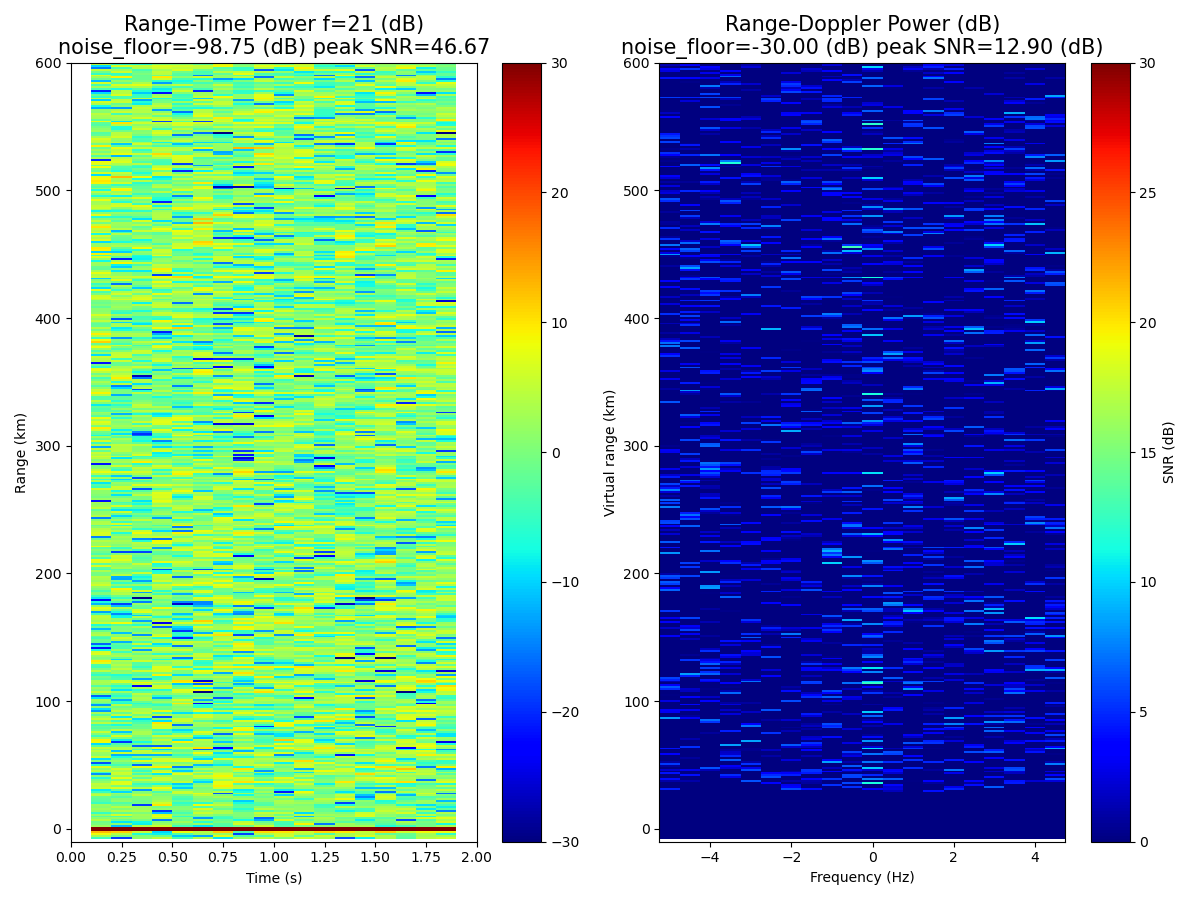 Range-Time Power f=21 (dB)
noise_floor=-98.75 (dB) peak SNR=46.67
600
500
400
300
200
100
0
Range (km)
0.00 0.25 0.50 0.75 1.00 1.25 1.50 1.75 2.00
Time (s)
30
20
10
0
−10
−20
−30
Range-Doppler Power (dB)
noise_floor=-30.00 (dB) peak SNR=12.90 (dB)
600
500
400
300
200
100
0
Virtual range (km)
−4 −2 0 2 4
Frequency (Hz)
30
25
20
15
10
5
0
SNR (dB)